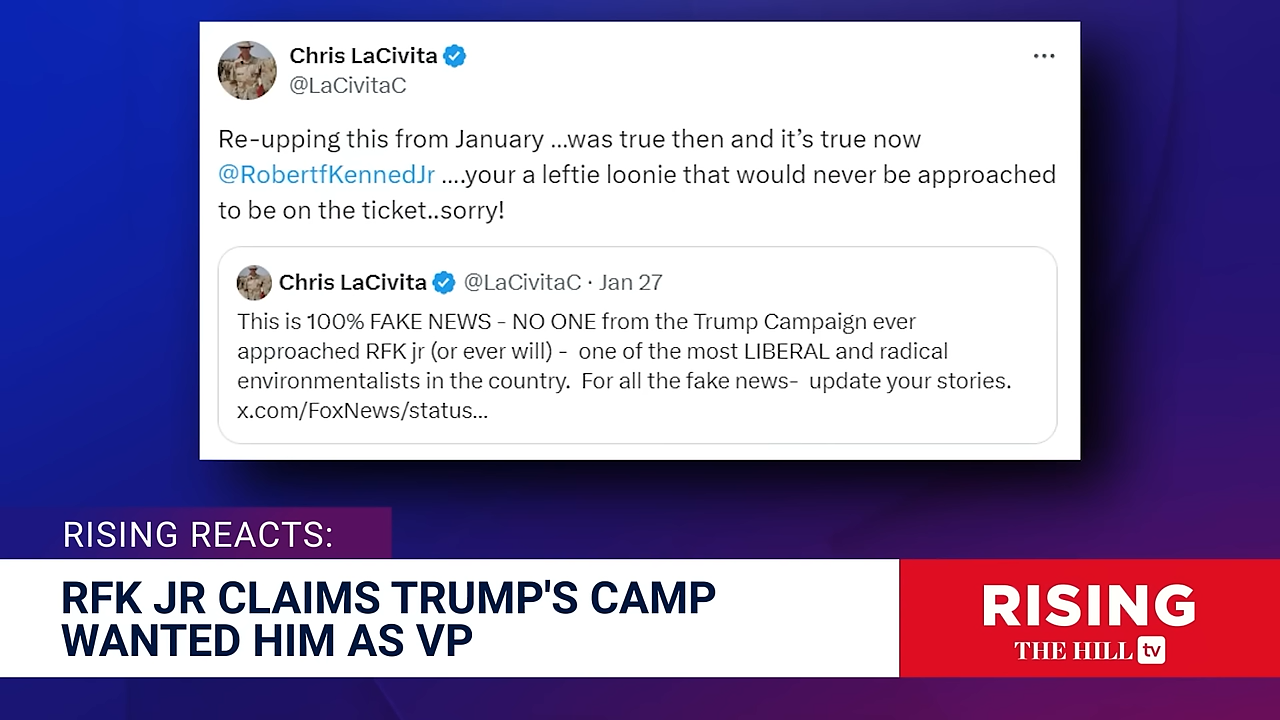 Chris LaCivita
@LaCivitaC
Re-upping this from January ...was true then and it’s true now
@RobertfKennedJr ....your a leftie loonie that would never be approached
to be on the ticket..sorry!
Chris LaCivita @LaCivitaC · Jan 27
This is 100% FAKE NEWS - NO ONE from the Trump Campaign ever
approached RFK jr (or ever will) - one of the most LIBERAL and radical
environmentalists in the country. For all the fake news- update your stories.
x.com/FoxNews/status...
RISING REACTS:
RFK JR CLAIMS TRUMP'S CAMP
WANTED HIM AS VP
RISING
THE HILL tv